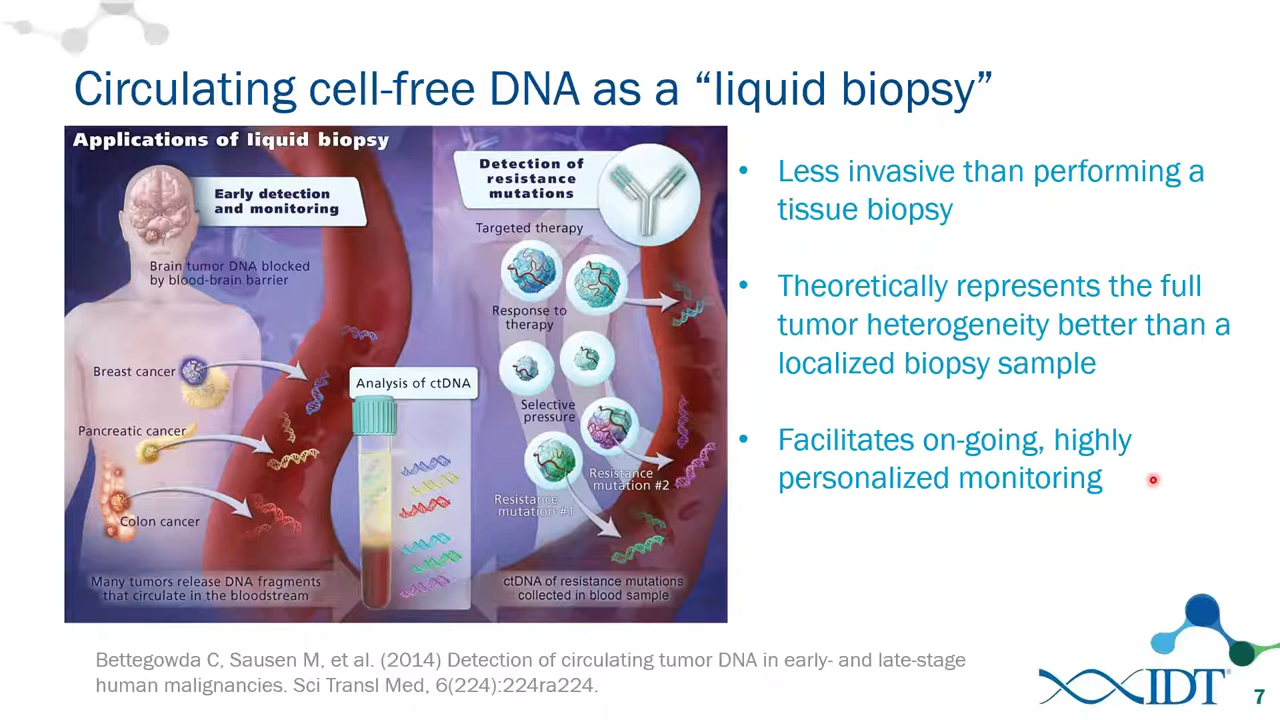 Circulating cell-free DNA as a “liquid biopsy”
Applications of liquid biopsy
Early detection
and monitoring
Brain tumor DNA blocked
by blood-brain barrier
Breast cancer
Pancreatic cancer
Colon cancer
Many tumors release DNA fragments
that circulate in the bloodstream
Analysis of ctDNA
Detection of
resistance
mutations
Targeted therapy
Response to
therapy
Selective
pressure
Resistance
mutation #2
Resistance
mutation #1
ctDNA of resistance mutations
collected in blood sample
• Less invasive than performing a
tissue biopsy
• Theoretically represents the full
tumor heterogeneity better than a
localized biopsy sample
• Facilitates on-going, highly
personalized monitoring
Bettegowda C, Sausen M, et al. (2014) Detection of circulating tumor DNA in early- and late-stage
human malignancies. Sci Transl Med, 6(224):224ra224.
IDT®
7